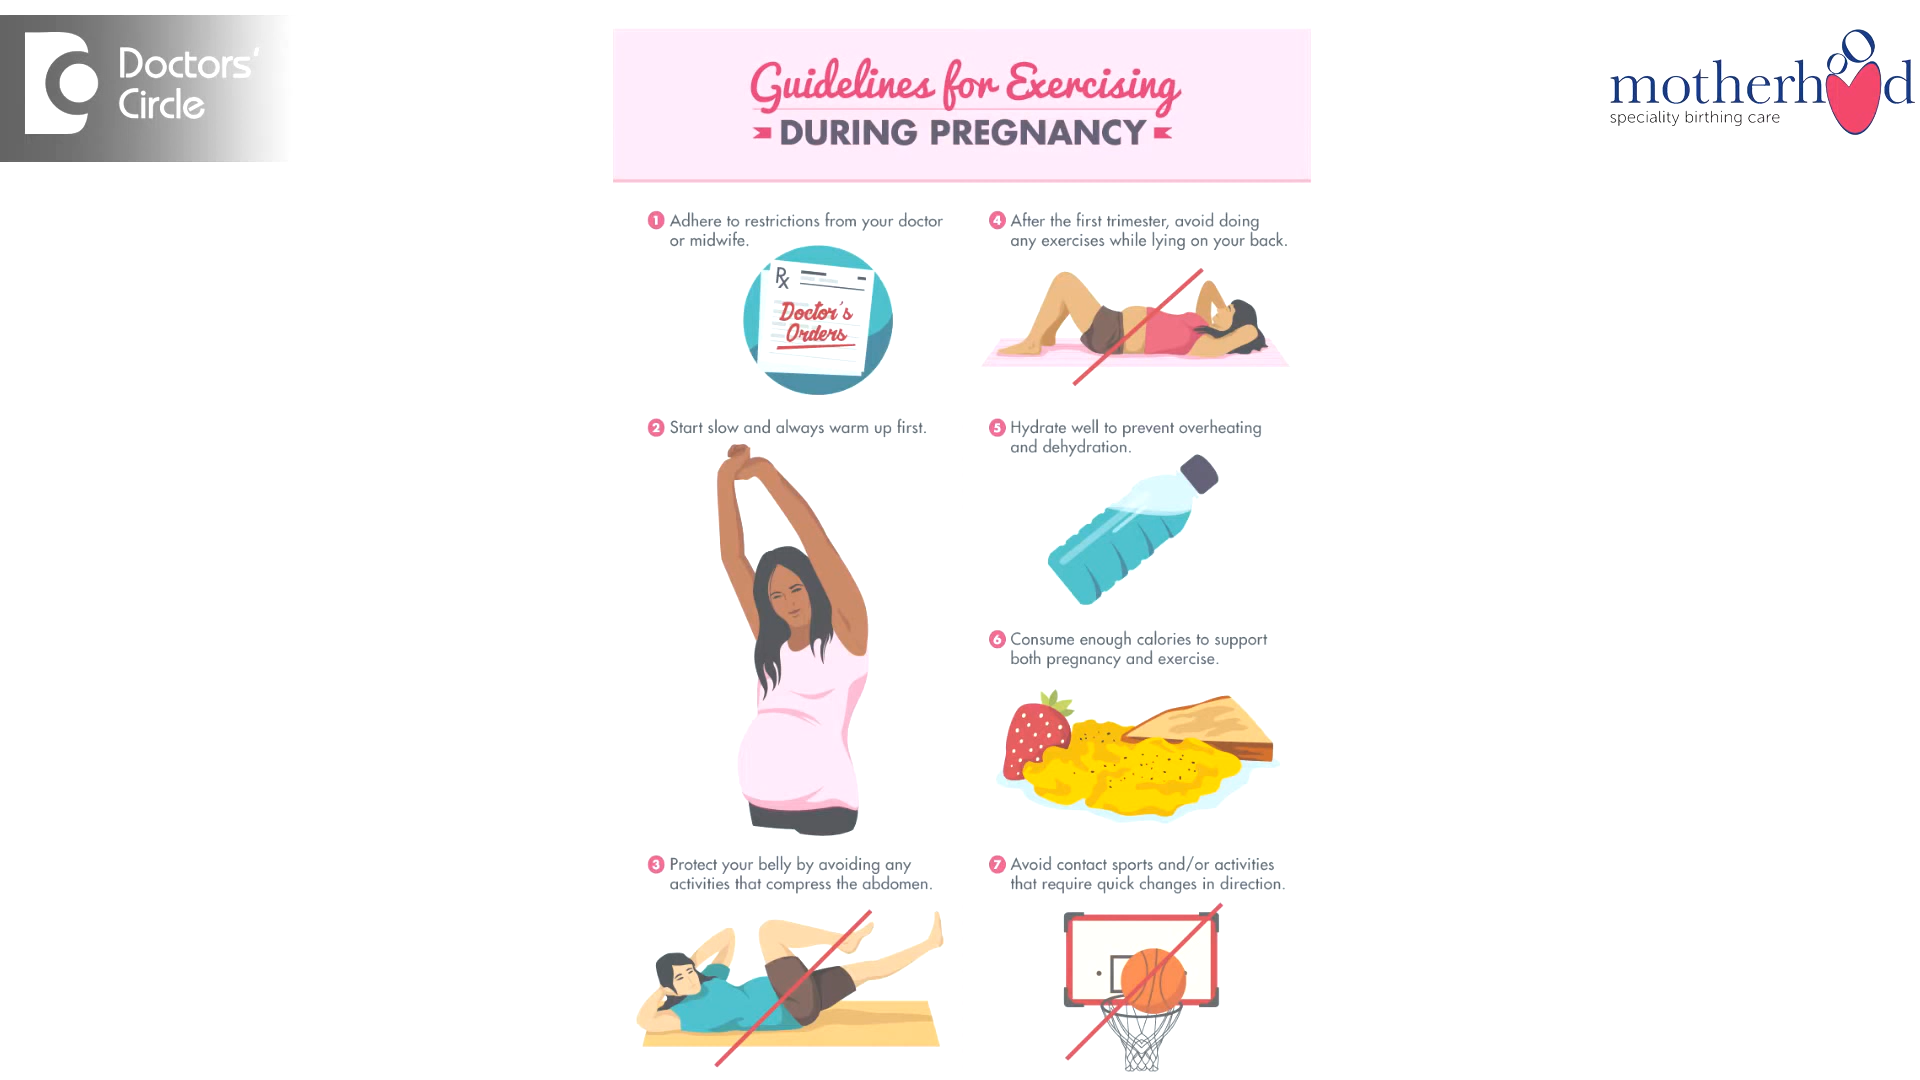 Doctors'
Circle
motherhood
speciality birthing care
Guidelines for Exercising
DURING PREGNANCY
1 Adhere to restrictions from your doctor
or midwife.
Rx
Doctor's
Orders
2 Start slow and always warm up first.
3 Protect your belly by avoiding any
activities that compress the abdomen.
4 After the first trimester, avoid doing
any exercises while lying on your back.
5 Hydrate well to prevent overheating
and dehydration.
6 Consume enough calories to support
both pregnancy and exercise.
7 Avoid contact sports and/or activities
that require quick changes in direction.